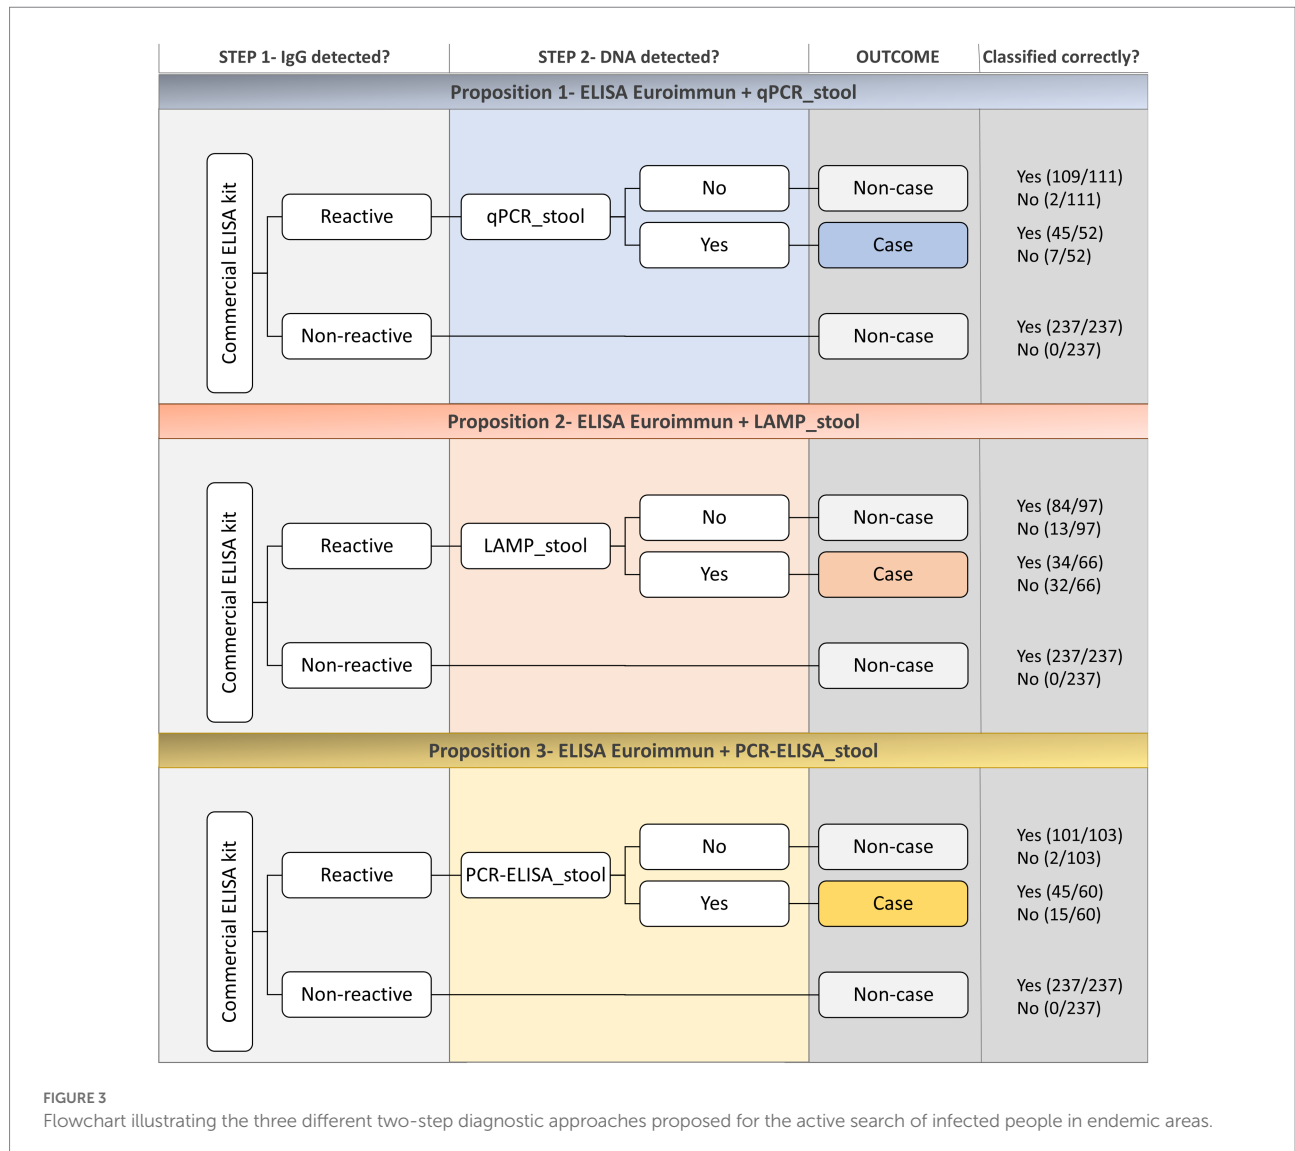 STEP 1- IgG detected?
STEP 2- DNA detected?
OUTCOME
Classified correctly?
Proposition 1- ELISA Euroimmun + qPCR_stool
Commercial ELISA kit
Reactive
qPCR_stool
No
Non-case
Yes (109/111)
No (2/111)
Yes
Case
Yes (45/52)
No (7/52)
Non-reactive
Non-case
Yes (237/237)
No (0/237)
Proposition 2- ELISA Euroimmun + LAMP_stool
Commercial ELISA kit
Reactive
LAMP_stool
No
Non-case
Yes (84/97)
No (13/97)
Yes
Case
Yes (34/66)
No (32/66)
Non-reactive
Non-case
Yes (237/237)
No (0/237)
Proposition 3- ELISA Euroimmun + PCR-ELISA_stool
Commercial ELISA kit
Reactive
PCR-ELISA_stool
No
Non-case
Yes (101/103)
No (2/103)
Yes
Case
Yes (45/60)
No (15/60)
Non-reactive
Non-case
Yes (237/237)
No (0/237)
FIGURE 3
Flowchart illustrating the three different two-step diagnostic approaches proposed for the active search of infected people in endemic areas.